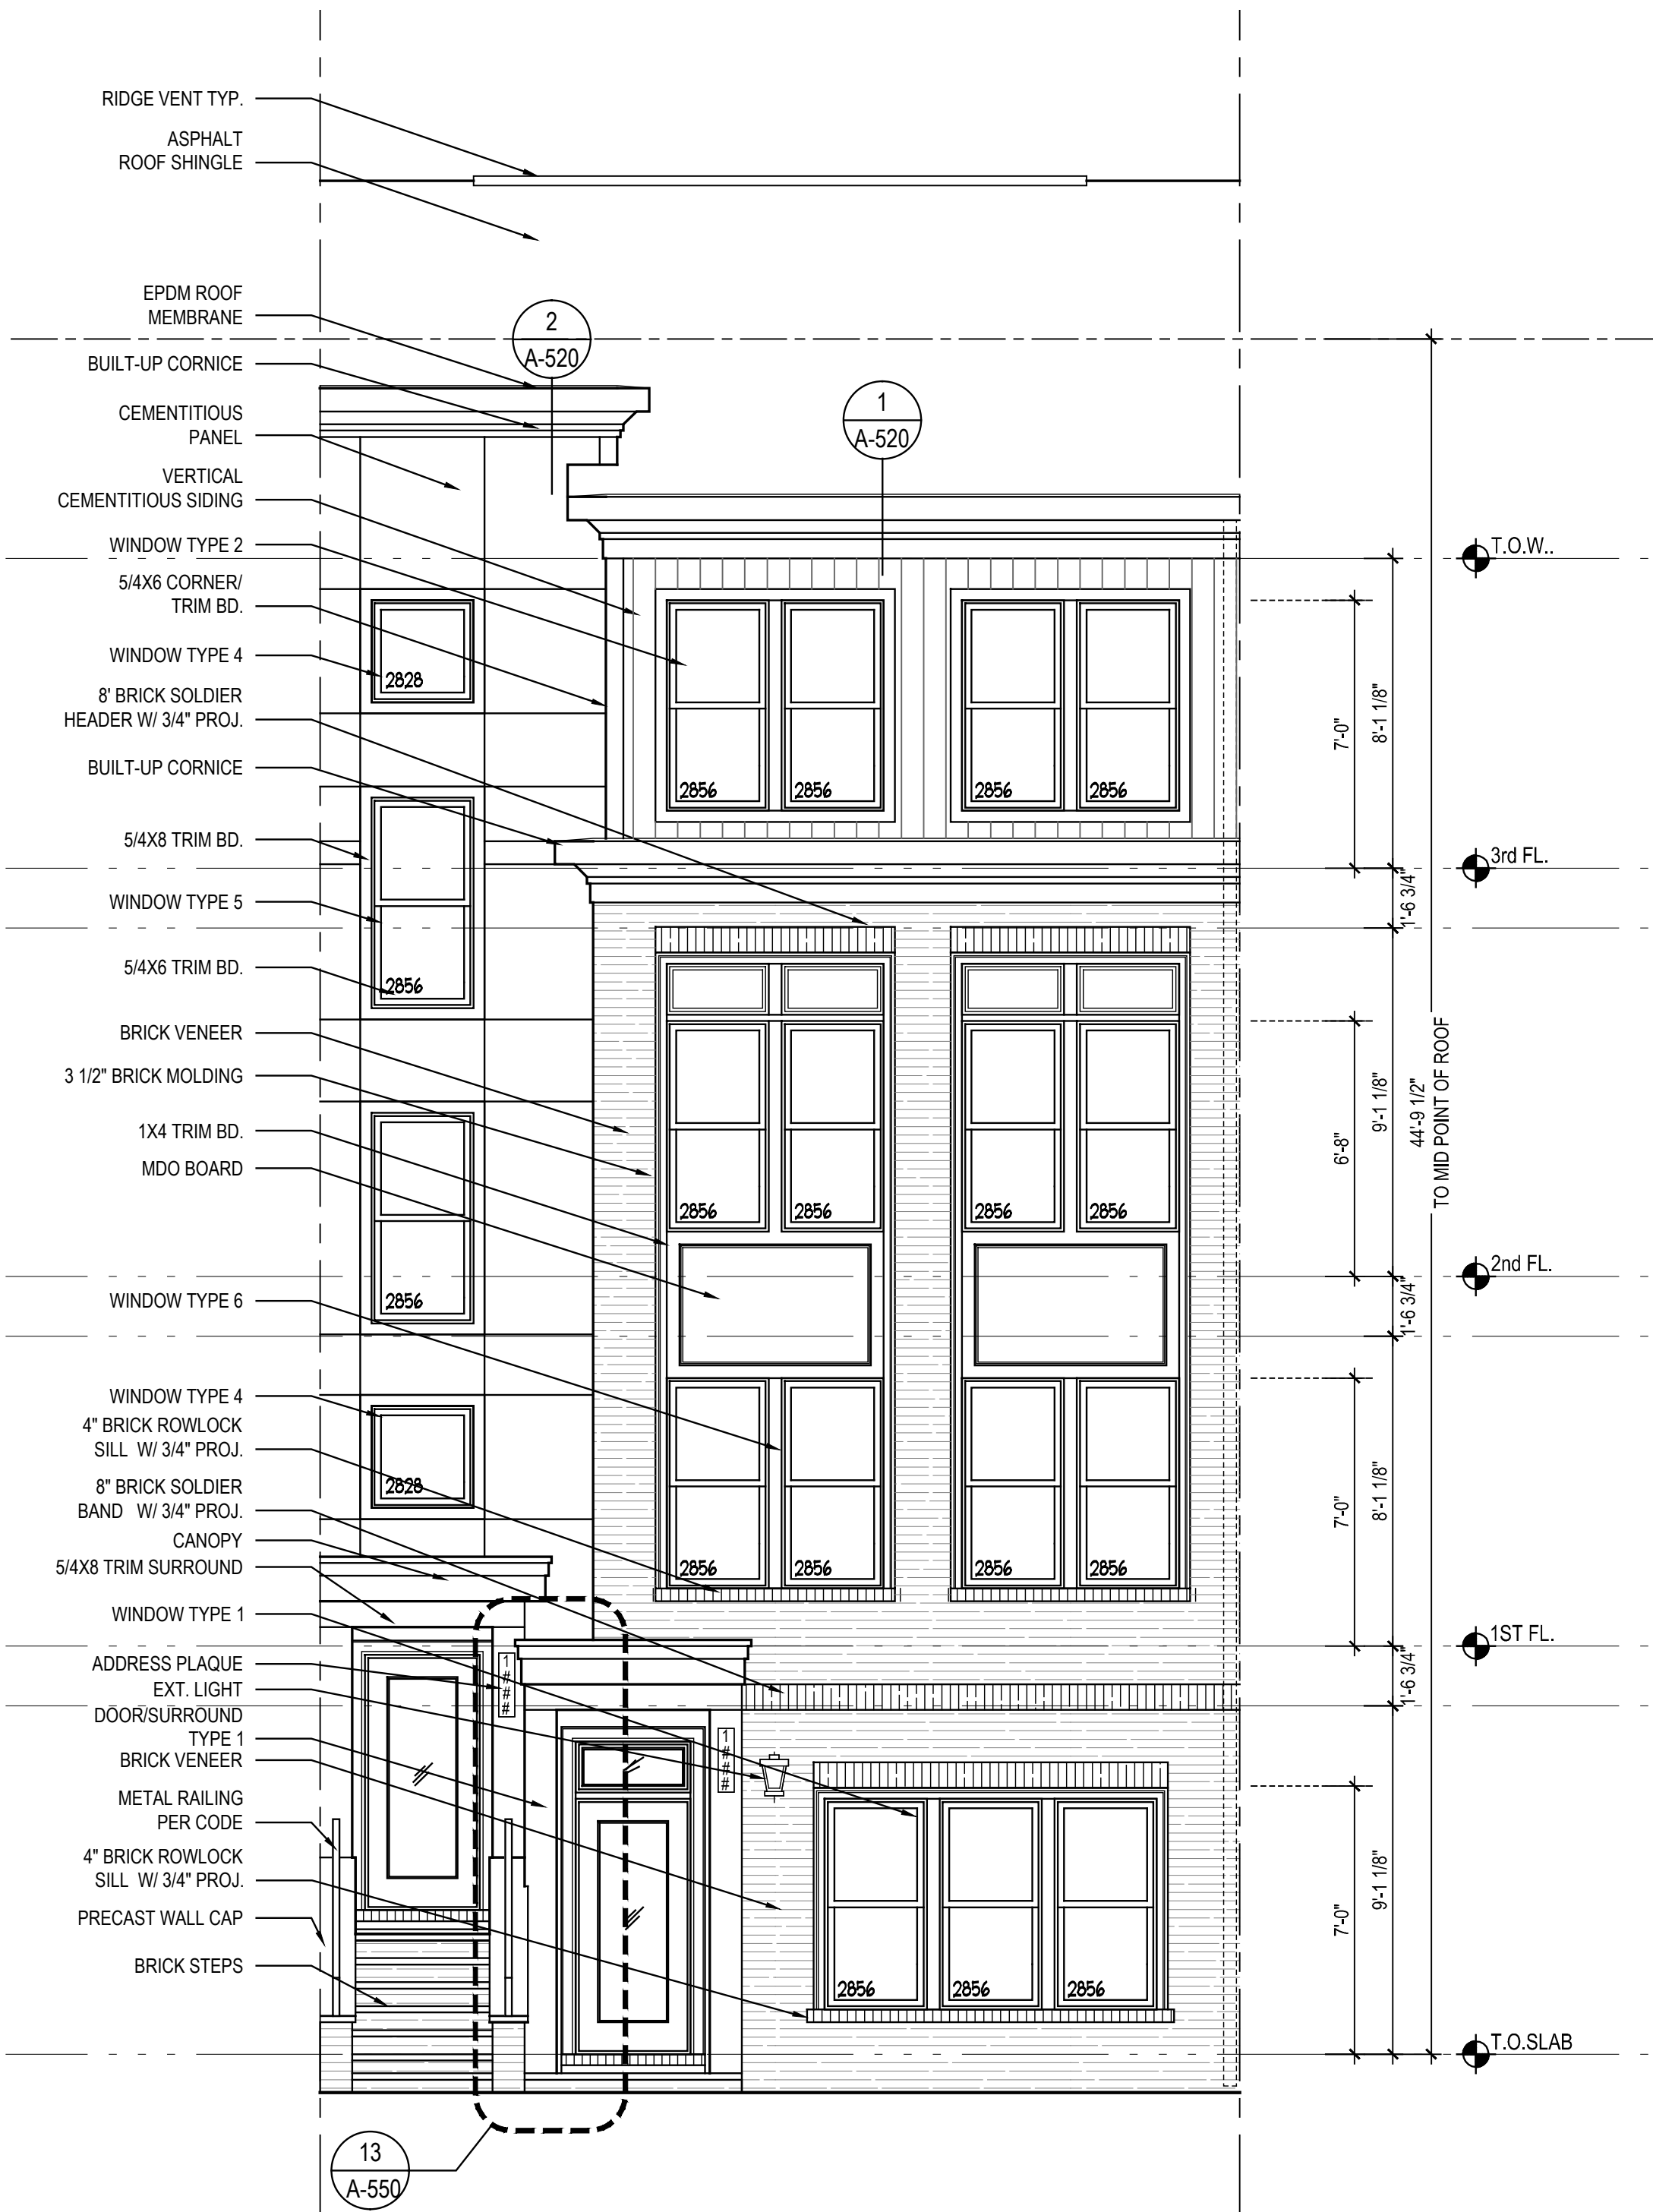 RIDGE VENT TYP.
ASPHALT
ROOF SHINGLE
EPDM ROOF
MEMBRANE
2
A-520
BUILT-UP CORNICE
1
A-520
CEMENTITIOUS
PANEL
VERTICAL
CEMENTITIOUS SIDING
WINDOW TYPE 2
T.O.W..
5/4X6 CORNER/
TRIM BD.
WINDOW TYPE 4
2828
8' BRICK SOLDIER
HEADER W/ 3/4" PROJ.
7'-0"
8'-1 1/8"
BUILT-UP CORNICE
2856
2856
2856
2856
5/4X8 TRIM BD.
3rd FL.
1'-6 3/4"
WINDOW TYPE 5
5/4X6 TRIM BD.
2856
BRICK VENEER
3 1/2" BRICK MOLDING
1X4 TRIM BD.
MDO BOARD
6'-8"
9'-1 1/8"
44'-9 1/2"
TO MID POINT OF ROOF
2856
2856
2856
2856
2nd FL.
WINDOW TYPE 6
2856
1'-6 3/4"
WINDOW TYPE 4
4" BRICK ROWLOCK
SILL W/ 3/4" PROJ.
2828
8" BRICK SOLDIER
BAND W/ 3/4" PROJ.
7'-0"
8'-1 1/8"
CANOPY
5/4X8 TRIM SURROUND
2856
2856
2856
2856
WINDOW TYPE 1
1ST FL.
ADDRESS PLAQUE
1###
1'-6 3/4"
EXT. LIGHT
DOOR/SURROUND
TYPE 1
1###
BRICK VENEER
METAL RAILING
PER CODE
4" BRICK ROWLOCK
SILL W/ 3/4" PROJ.
7'-0"
9'-1 1/8"
PRECAST WALL CAP
BRICK STEPS
2856
2856
2856
T.O.SLAB
13
A-550